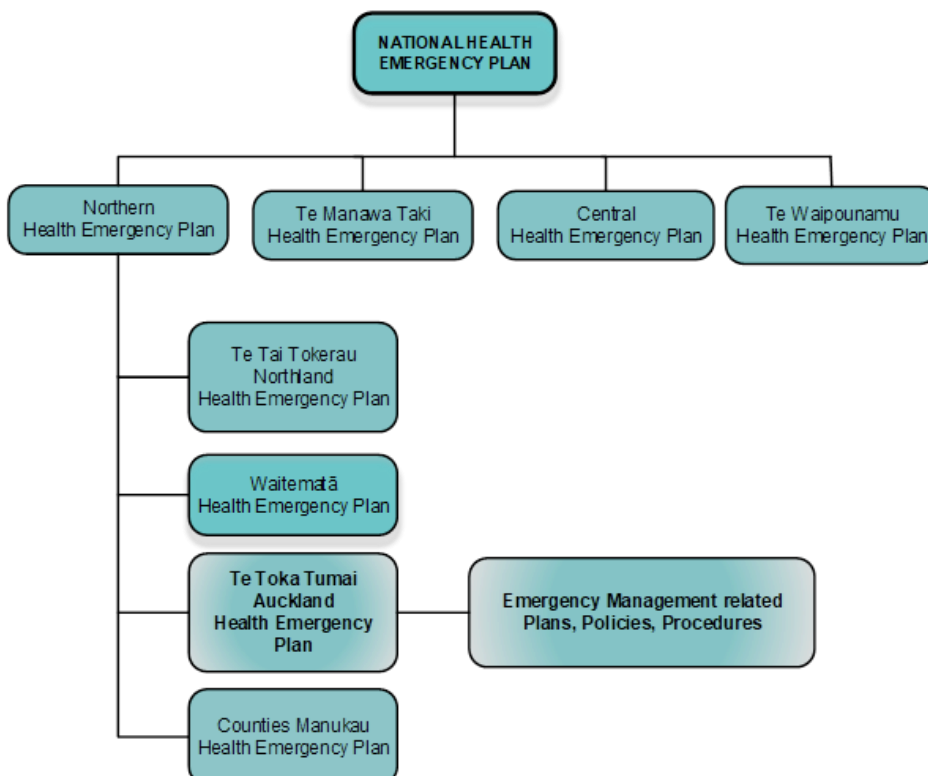 NATIONAL HEALTH
EMERGENCY PLAN
Northern
Health Emergency Plan
Te Manawa Taki
Health Emergency Plan
Central
Health Emergency Plan
Te Waipounamu
Health Emergency Plan
Te Tai Tokerau
Northland
Health Emergency Plan
Waitematā
Health Emergency Plan
Te Toka Tumai
Auckland
Health Emergency
Plan
Emergency Management related
Plans, Policies, Procedures
Counties Manukau
Health Emergency Plan